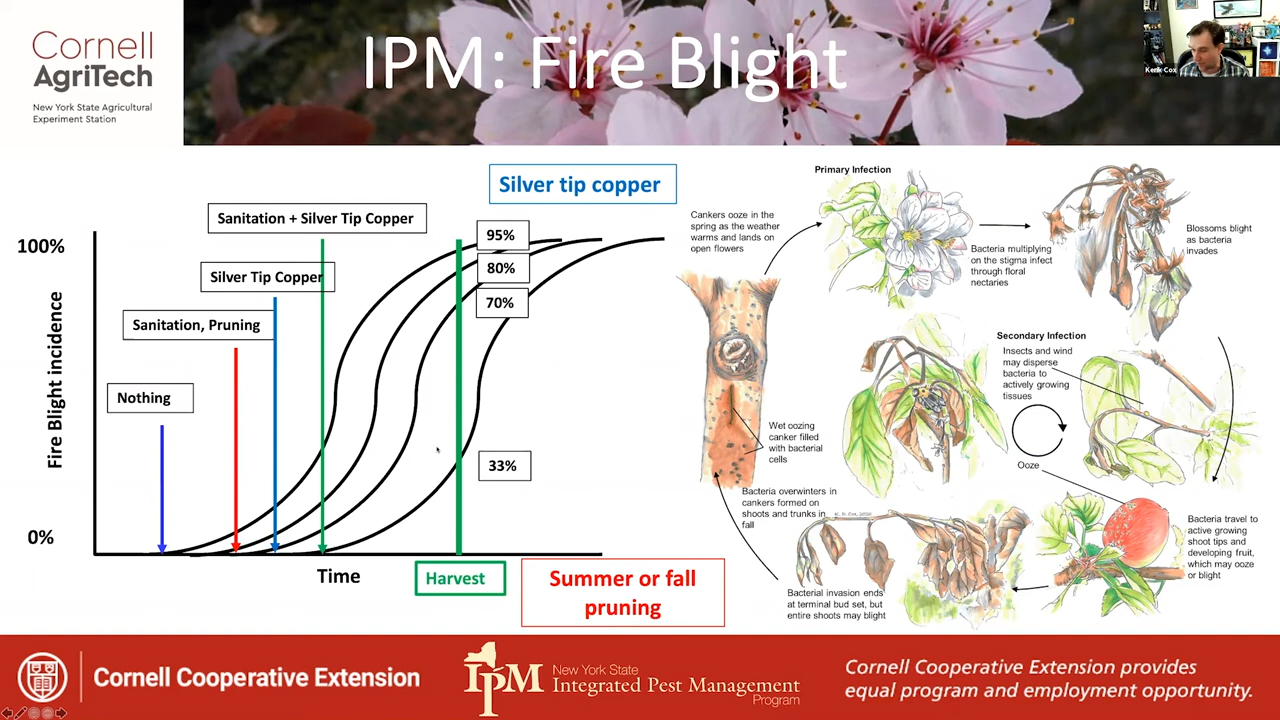 Cornell
AgriTech
New York State Agricultural
Experiment Station
IPM: Fire Blight
Kerik Cox
Silver tip copper
Sanitation + Silver Tip Copper
Silver Tip Copper
Sanitation, Pruning
Nothing
100%
0%
Fire Blight incidence
95%
80%
70%
33%
Time
Harvest
Summer or fall
pruning
Primary Infection
Cankers ooze in the
spring as the weather
warms and lands on
open flowers
Bacteria multiplying
on the stigma infect
through floral
nectaries
Blossoms blight
as bacteria
invades
Secondary Infection
Insects and wind
may disperse
bacteria to
actively growing
tissues
Ooze
Wet oozing
canker filled
with bacterial
cells
Bacteria overwinters in
cankers formed on
shoots and trunks in
fall
Bacteria travel to
active growing
shoot tips and
developing fruit,
which may ooze
or blight
Bacterial invasion ends
at terminal bud set, but
entire shoots may blight
Cornell Cooperative Extension
IPM
New York State
Integrated Pest Management
Program
Cornell Cooperative Extension provides
equal program and employment opportunity.